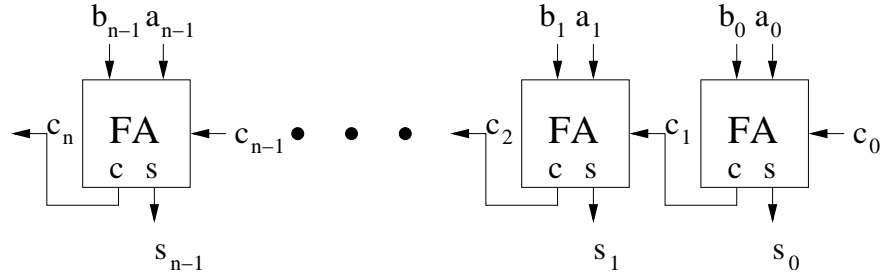 b_{n–1} a_{n–1} b_1 a_1 b_0 a_0
c_n FA c_{n–1} c_2 FA c_1 FA c_0
c s c s c s
s_{n–1} s_1 s_0